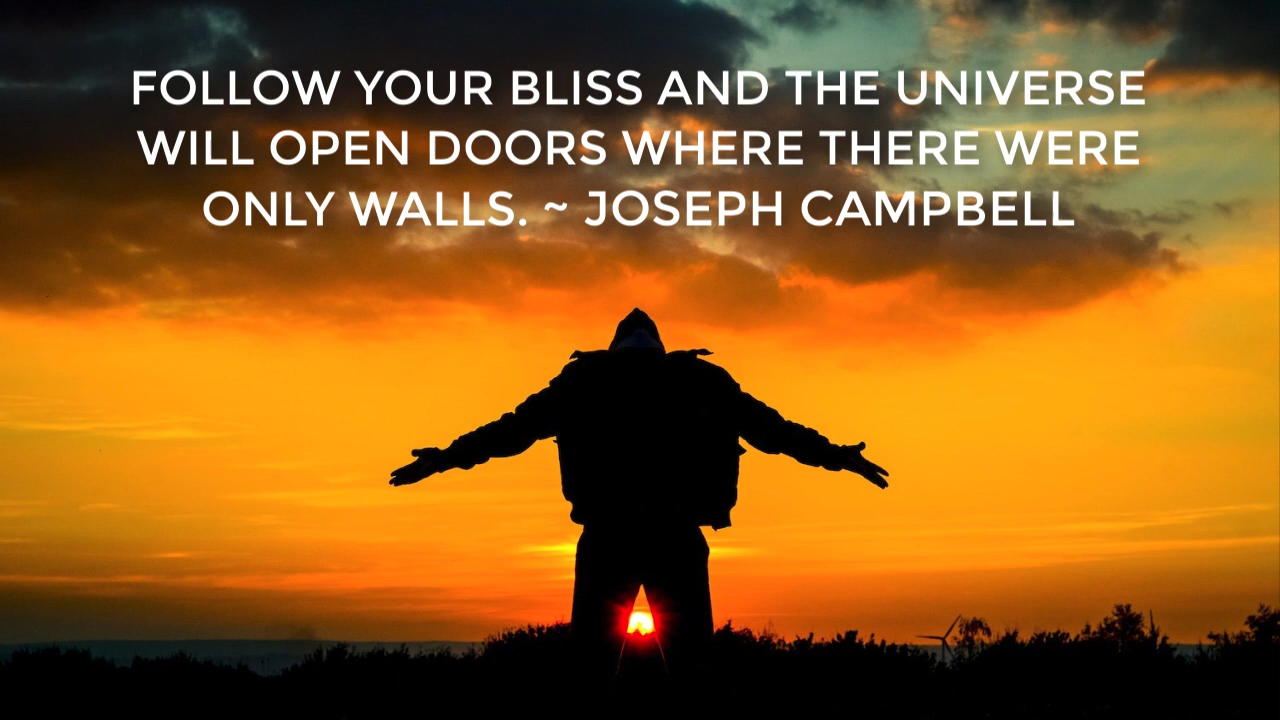 FOLLOW YOUR BLISS AND THE UNIVERSE
WILL OPEN DOORS WHERE THERE WERE
ONLY WALLS. ~ JOSEPH CAMPBELL